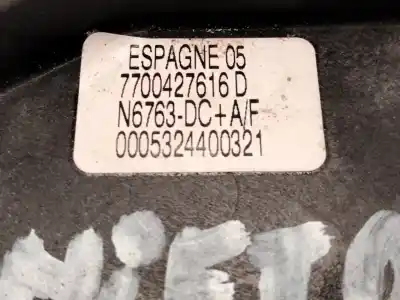 ESPAGNE 05
7700427616 D
N6763-DC+A/F
0005324400321